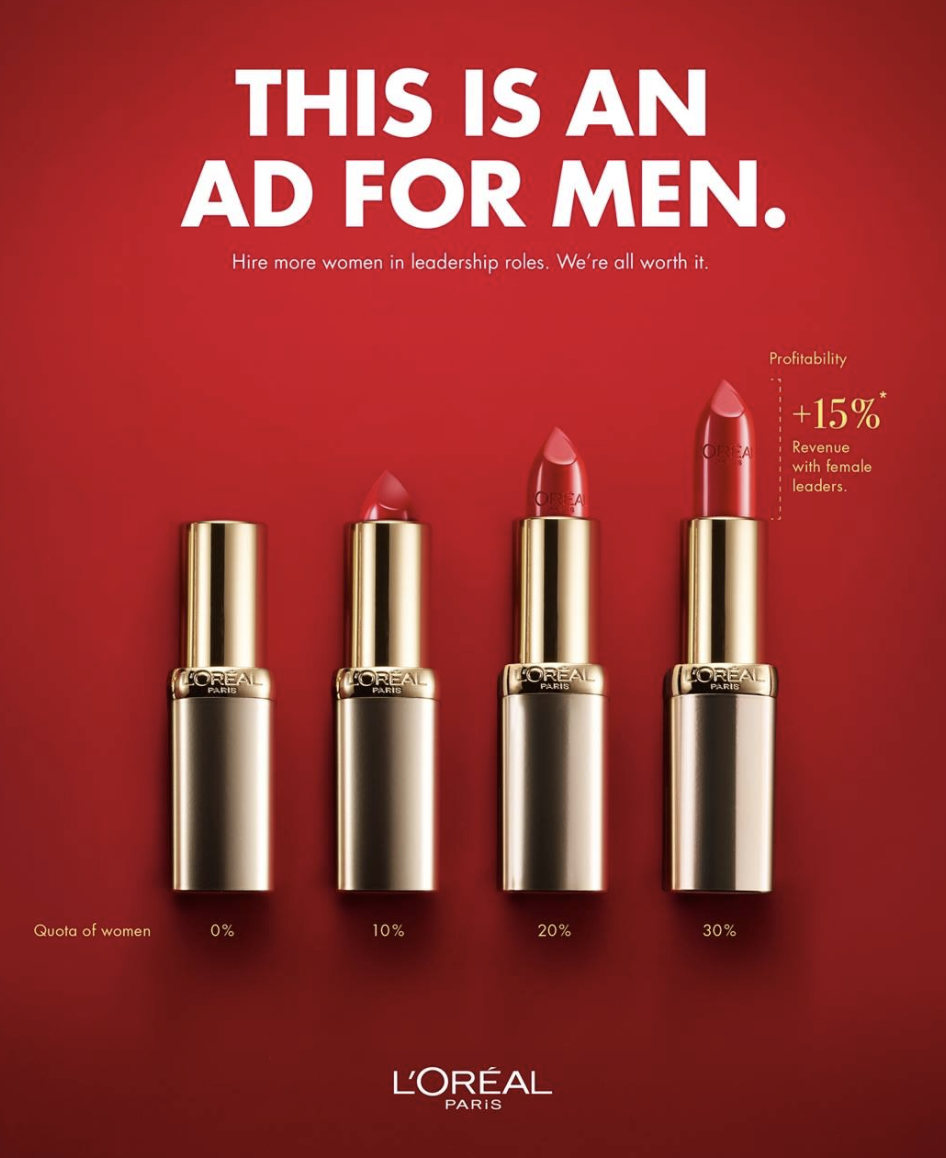 THIS IS AN
AD FOR MEN.
Hire more women in leadership roles. We're all worth it.
Profitability
+15%*
Revenue
with female
leaders.
ORÉA
ORÉA
L'ORÉAL
PARIS
L'ORÉAL
PARIS
L'ORÉAL
PARIS
L'ORÉAL
PARIS
Quota of women 0% 10% 20% 30%
L'ORÉAL
PARiS